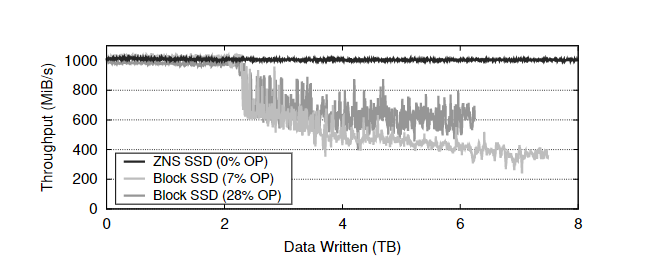 Throughput (MiB/s)
1000
800
600
400
200
0
ZNS SSD (0% OP)
Block SSD (7% OP)
Block SSD (28% OP)
0 2 4 6 8
Data Written (TB)